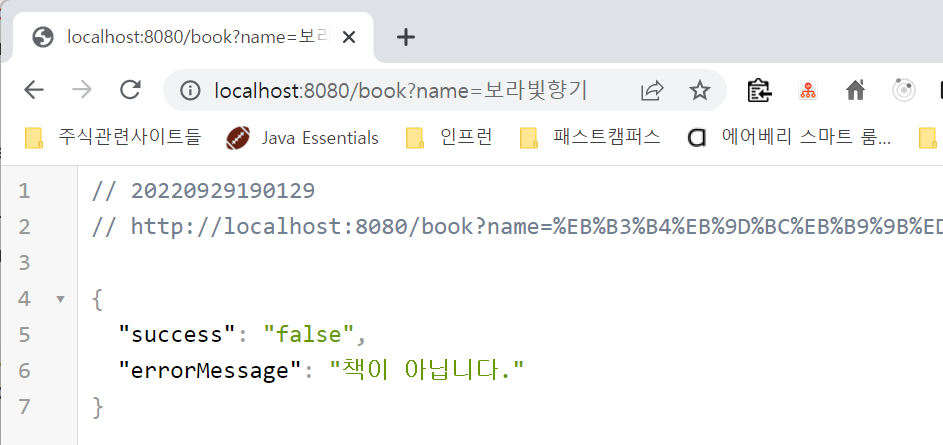 localhost:8080/book?name=보라
localhost:8080/book?name=보라빛향기
주식관련사이트들 Java Essentials 인프런 패스트캠퍼스 에어베리 스마트 룸...
1 // 20220929190129
2 // http://localhost:8080/book?name=%EB%B3%B4%EB%9D%BC%EB%B9%9B%ED
3
4 {
5 "success": "false",
6 "errorMessage": "책이 아닙니다."
7 }